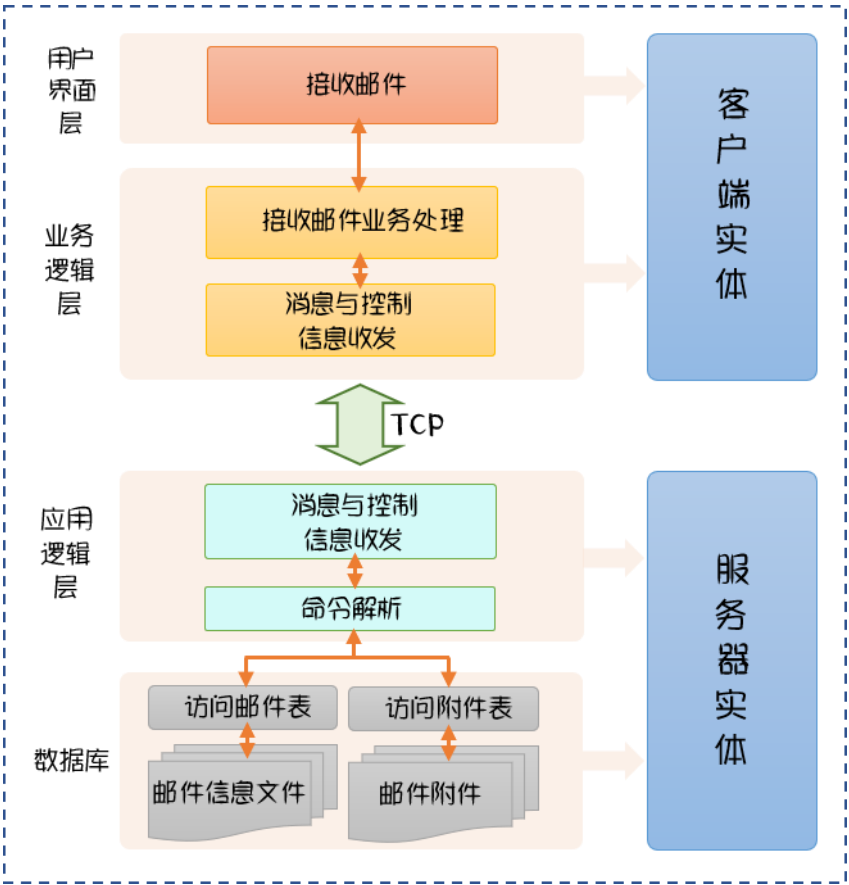 用户
界面
层
接收邮件
客
户
端
实
体
业务
逻辑
层
接收邮件业务处理
消息与控制
信息收发
TCP
应用
逻辑
层
消息与控制
信息收发
命令解析
服
务
器
实
体
数据库
访问邮件表
访问附件表
邮件信息文件
邮件附件